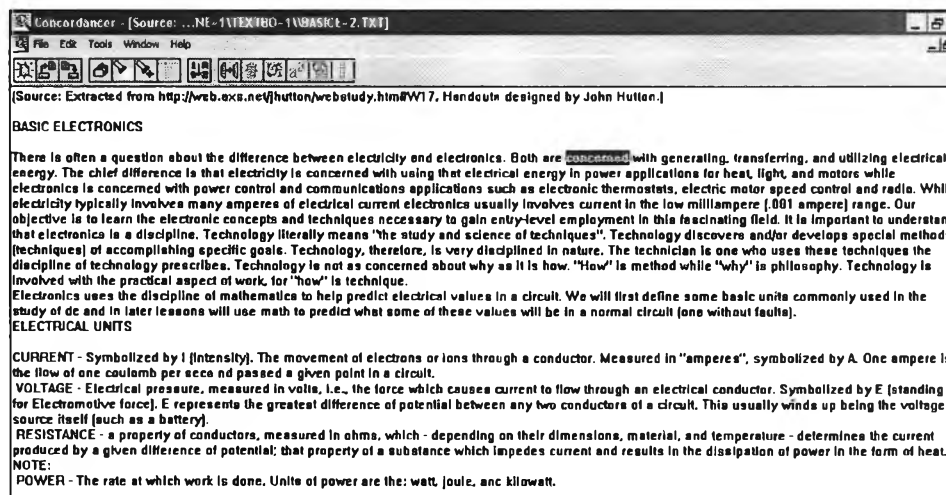 Concordancer - [Source: ...NE~1\TEXTBO~1\BASICE~2.TXT]
File Edit Tools Window Help
[Source: Extracted from http://web.axs.net/jhutton/webstudy.htm#W17, Handouts designed by John Hutton.]
BASIC ELECTRONICS
There is often a question about the difference between electricity and electronics. Both are concerned with generating, transferring, and utilizing electrical
energy. The chief difference is that electricity is concerned with using that electrical energy in power applications for heat, light, and motors while
electronics is concerned with power control and communications applications such as electronic thermostats, electric motor speed control and radio. Whil
electricity typically involves many amperes of electrical current electronics usually involves current in the low milliampere (.001 ampere) range. Our
objective is to learn the electronic concepts and techniques necessary to gain entry-level employment in this fascinating field. It is important to understan
that electronics is a discipline. Technology literally means "the study and science of techniques". Technology discovers and/or develops special method
(techniques) of accomplishing specific goals. Technology, therefore, is very disciplined in nature. The technician is one who uses these techniques the
discipline of technology prescribes. Technology is not as concerned about why as it is how. "How" is method while "why" is philosophy. Technology is
involved with the practical aspect of work, for "how" is technique.
Electronics uses the discipline of mathematics to help predict electrical values in a circuit. We will first define some basic units commonly used in the
study of dc and in later lessons will use math to predict what some of these values will be in a normal circuit (one without faults).
ELECTRICAL UNITS
CURRENT - Symbolized by I (Intensity). The movement of electrons or ions through a conductor. Measured in "amperes", symbolized by A. One ampere is
the flow of one coulomb per seco nd passed a given point in a circuit.
VOLTAGE - Electrical pressure, measured in volts, i.e., the force which causes current to flow through an electrical conductor. Symbolized by E (standing
for Electromotive force). E represents the greatest difference of potential between any two conductors of a circuit. This usually winds up being the voltage
source itself (such as a battery).
RESISTANCE - a property of conductors, measured in ohms, which - depending on their dimensions, material, and temperature - determines the current
produced by a given difference of potential; that property of a substance which impedes current and results in the dissipation of power in the form of heat.
NOTE:
POWER - The rate at which work is done. Units of power are the: watt, joule, and kilowatt.